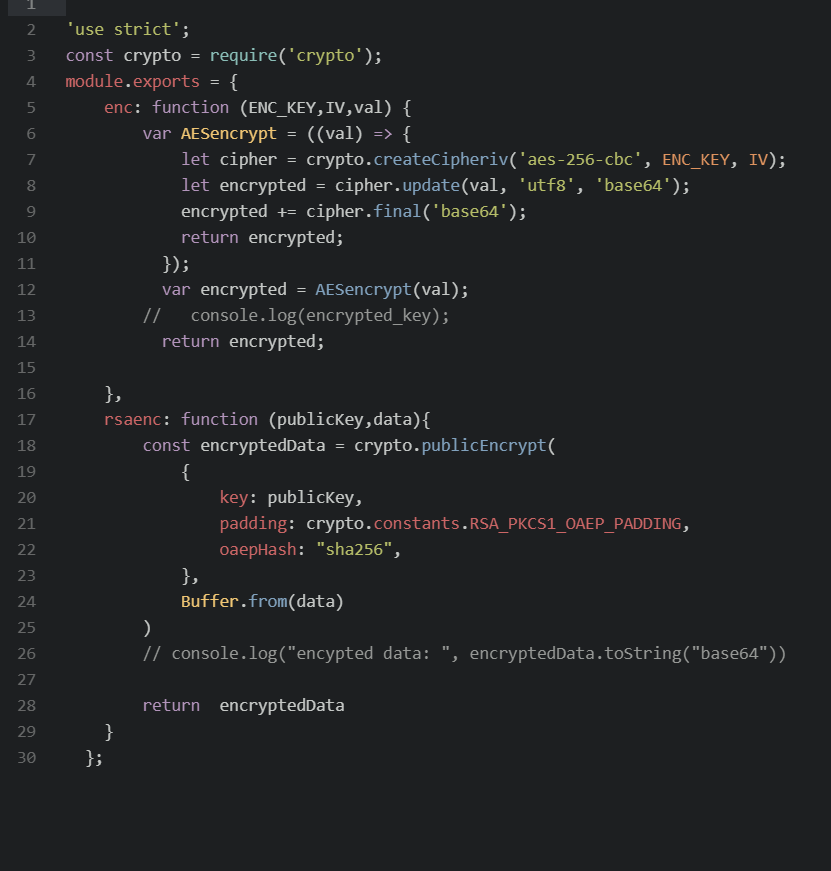 1
2 'use strict';
3 const crypto = require('crypto');
4 module.exports = {
5     enc: function (ENC_KEY,IV,val) {
6         var AESencrypt = ((val) => {
7             let cipher = crypto.createCipheriv('aes-256-cbc', ENC_KEY, IV);
8             let encrypted = cipher.update(val, 'utf8', 'base64');
9             encrypted += cipher.final('base64');
10             return encrypted;
11           });
12           var encrypted = AESencrypt(val);
13         //   console.log(encrypted_key);
14           return encrypted;
15
16     },
17     rsaenc: function (publicKey,data){
18         const encryptedData = crypto.publicEncrypt(
19             {
20                 key: publicKey,
21                 padding: crypto.constants.RSA_PKCS1_OAEP_PADDING,
22                 oaepHash: "sha256",
23             },
24             Buffer.from(data)
25         )
26         // console.log("encypted data: ", encryptedData.toString("base64"))
27
28         return  encryptedData
29     }
30   };